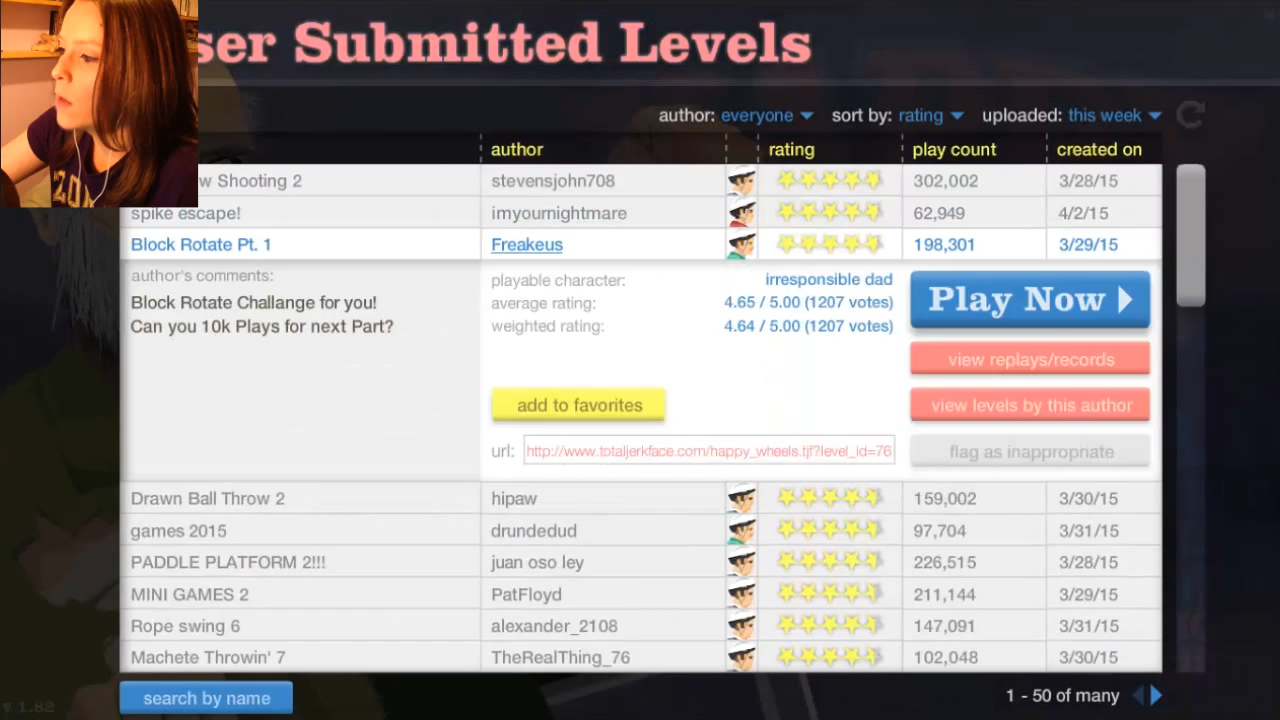 ser Submitted Levels
author: everyone sort by: rating uploaded: this week
author rating play count created on
w Shooting 2 stevensjohn708 302,002 3/28/15
spike escape! imyournightmare 62,949 4/2/15
Block Rotate Pt. 1 Freakeus 198,301 3/29/15
author's comments:
Block Rotate Challange for you!
Can you 10k Plays for next Part?
playable character: irresponsible dad
average rating: 4.65 / 5.00 (1207 votes)
weighted rating: 4.64 / 5.00 (1207 votes)
add to favorites
url: http://www.totaljerkface.com/happy_wheels.tjf?level_id=76
Play Now
view replays/records
view levels by this author
flag as inappropriate
Drawn Ball Throw 2 hipaw 159,002 3/30/15
games 2015 drundedud 97,704 3/31/15
PADDLE PLATFORM 2!!! juan oso ley 226,515 3/28/15
MINI GAMES 2 PatFloyd 211,144 3/29/15
Rope swing 6 alexander_2108 147,091 3/31/15
Machete Throwin' 7 TheRealThing_76 102,048 3/30/15
search by name
1 - 50 of many
v 1.82